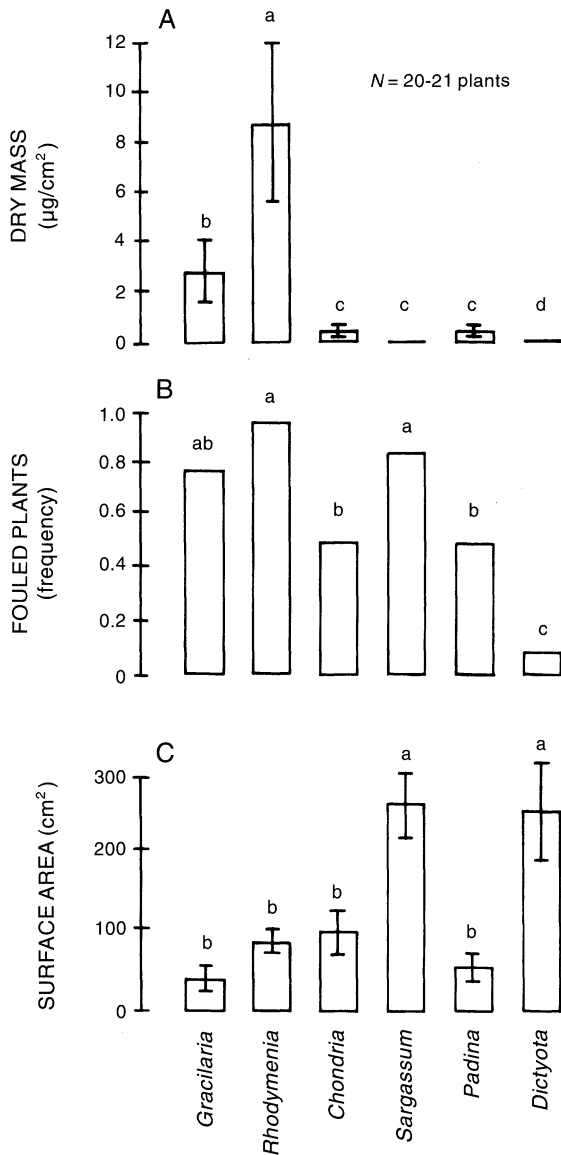 A
a
DRY MASS
(µg/cm²)
12
10
8
6
4
2
0
N = 20-21 plants
b
c
c
c
d
B
FOULED PLANTS
(frequency)
1.0
0.8
0.6
0.4
0.2
0
ab
a
b
a
b
c
C
SURFACE AREA (cm²)
300
200
100
0
b
b
b
a
b
a
Gracilaria
Rhodymenia
Chondria
Sargassum
Padina
Dictyota